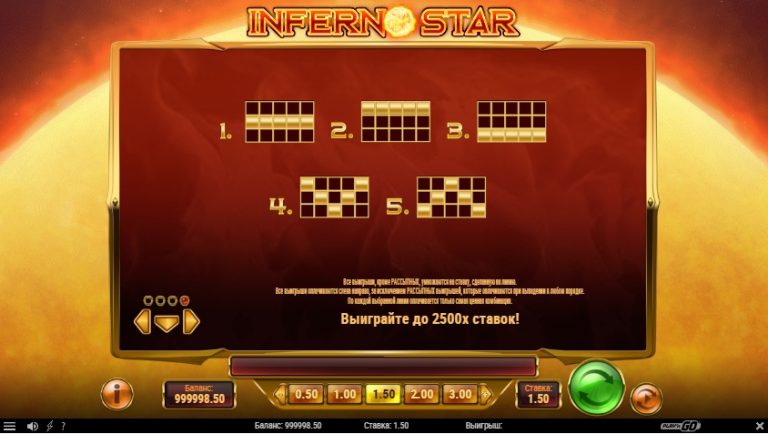 INFERNO STAR
1. 2. 3.
4. 5.
Все выигрыши, кроме РАССЫПНЫХ, умножаются на ставку, сделанную на линию.
Все выигрыши оплачиваются слева направо, за исключением РАССЫПНЫХ выигрышей, которые оплачиваются при выпадении в любом порядке.
По каждой выбранной линии оплачивается только самая ценная комбинация.
Выиграйте до 2500x ставок!
Баланс:
999998.50
0.50 1.00 1.50 2.00 3.00
Ставка:
1.50
? Баланс: 999998.50 Ставка: 1.50 Выигрыш: PLAY'N GO